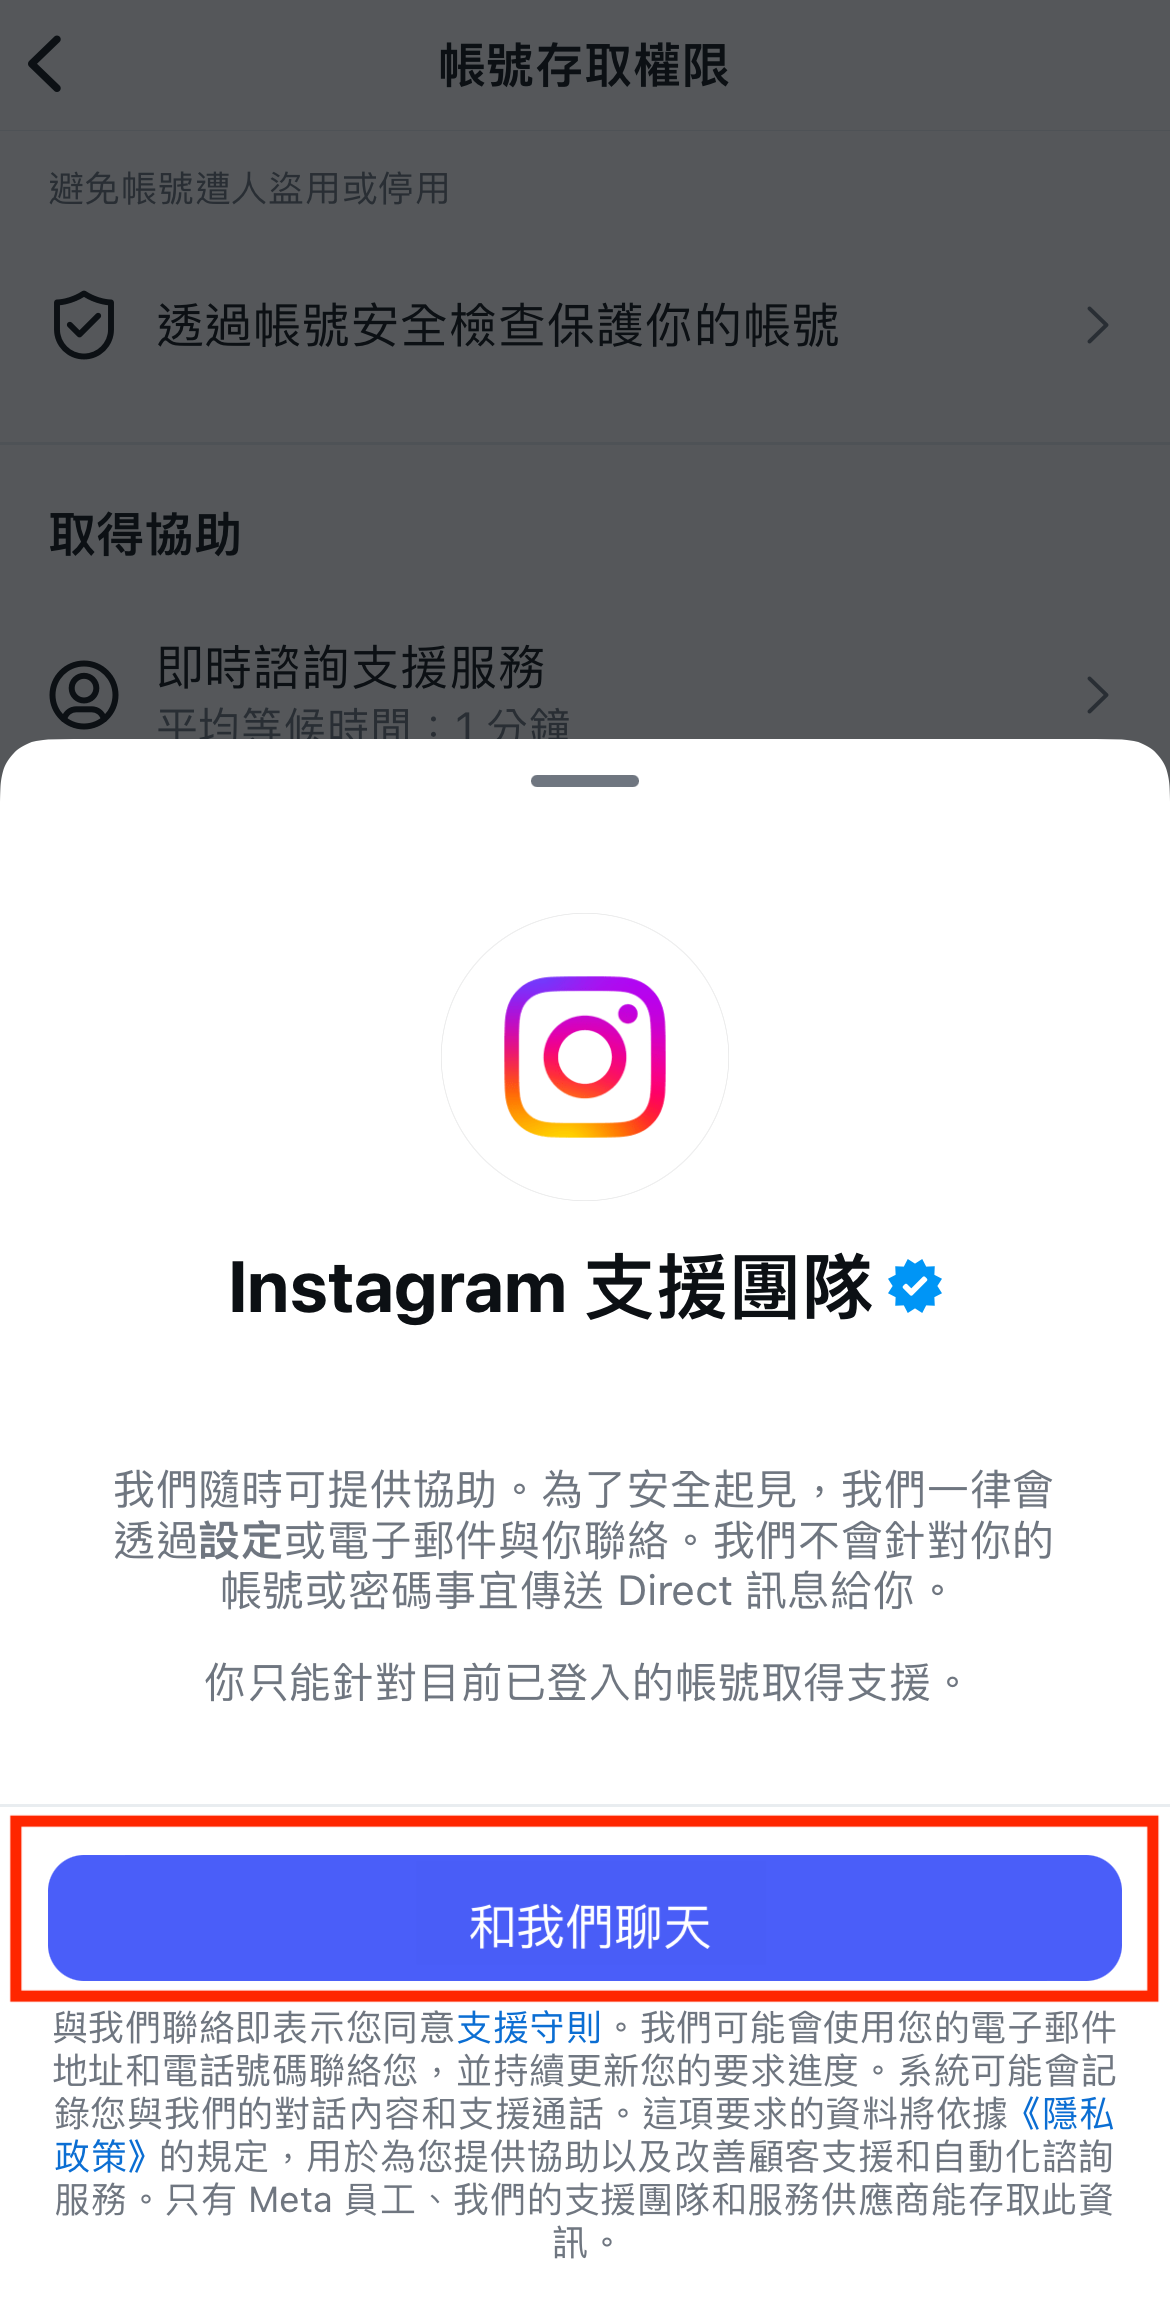 帳號存取權限
避免帳號遭人盜用或停用
透過帳號安全檢查保護你的帳號
取得協助
即時諮詢支援服務
平均等候時間：1 分鐘
Instagram 支援團隊
我們隨時可提供協助。為了安全起見，我們一律會
透過設定或電子郵件與你聯絡。我們不會針對你的
帳號或密碼事宜傳送 Direct 訊息給你。
你只能針對目前已登入的帳號取得支援。
和我們聊天
與我們聯絡即表示您同意支援守則。我們可能會使用您的電子郵件
地址和電話號碼聯絡您，並持續更新您的要求進度。系統可能會記
錄您與我們的對話內容和支援通話。這項要求的資料將依據《隱私
政策》的規定，用於為您提供協助以及改善顧客支援和自動化諮詢
服務。只有 Meta 員工、我們的支援團隊和服務供應商能存取此資
訊。